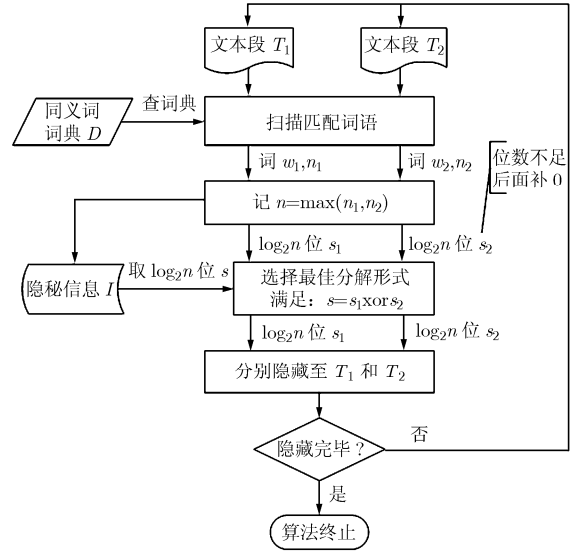 文本段 T₁
文本段 T₂
同义词
词典 D
查词典
扫描匹配词语
词 w₁,n₁
词 w₂,n₂
位数不足
后面补 0
记 n=max(n₁,n₂)
log₂n 位 s₁
log₂n 位 s₂
隐秘信息 I
取 log₂n 位 s
选择最佳分解形式
满足：s=s₁xors₂
log₂n 位 s₁
log₂n 位 s₂
分别隐藏至 T₁ 和 T₂
隐藏完毕？
否
是
算法终止